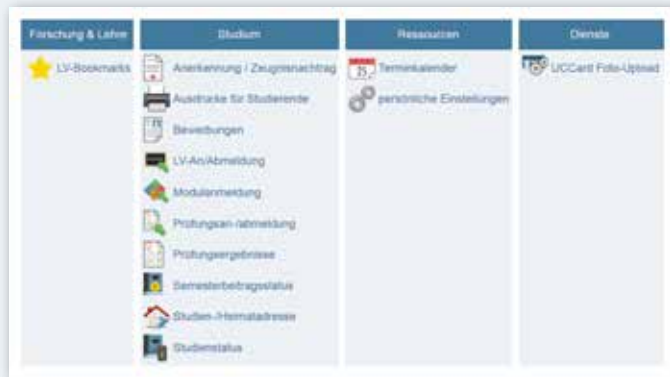 Forschung & Lehre
LV-Bookmarks
Studium
Anerkennung / Zeugnisnachtrag
Ausdrucke für Studierende
Bewerbungen
LV-An/Abmeldung
Modulanmeldung
Prüfungsan-/abmeldung
Prüfungsergebnisse
Semesterbeitragsstatus
Studien-/Heimatadresse
Studienstatus
Ressourcen
Terminkalender
persönliche Einstellungen
Dienste
UCCard Foto-Upload